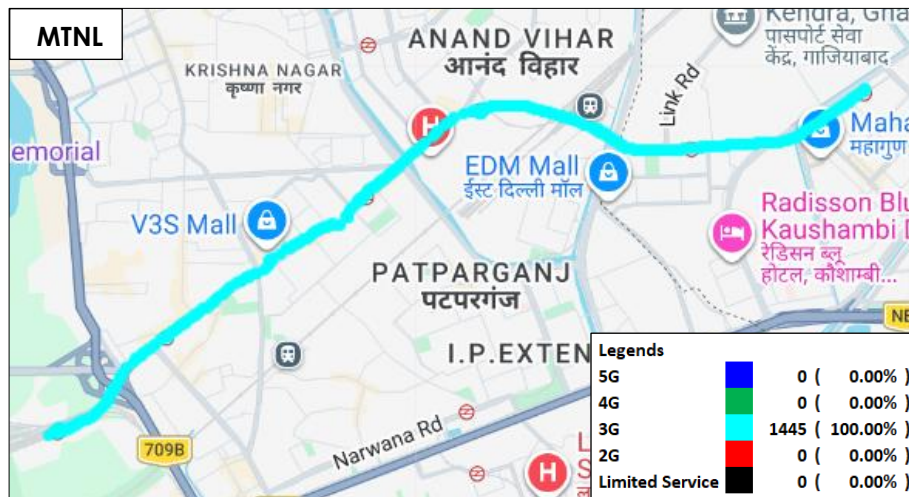 MTNL
ANAND VIHAR
आनंद विहार
Kendra, Gha
पासपोर्ट सेवा
केंद्र, गाजियाबाद
KRISHNA NAGAR
कृष्णा नगर
Link Rd
H
Maha
महागुण
emorial
EDM Mall
ईस्ट दिल्ली मॉल
V3S Mall
Radisson Blu
Kaushambi D
रेडिसन ब्लू
होटल, कौशाम्बी...
PATPARGANJ
पटपरगंज
NE
I.P.EXTEN
709B
Narwana Rd
H
L
S
Legends
5G 0 ( 0.00% )
4G 0 ( 0.00% )
3G 1445 ( 100.00% )
2G 0 ( 0.00% )
Limited Service 0 ( 0.00% )